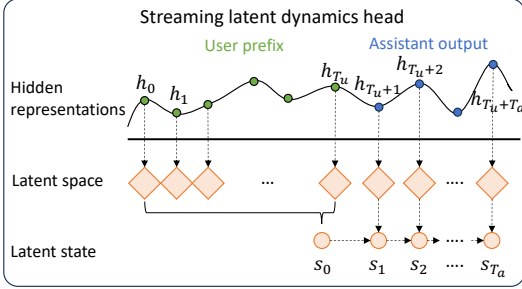 Streaming latent dynamics head
User prefix
Assistant output
Hidden
representations
h_0
h_1
h_{T_u}
h_{T_u+1}
h_{T_u+2}
h_{T_u+T_a}
Latent space
...
....
Latent state
....
s_0
s_1
s_2
....
s_{T_a}